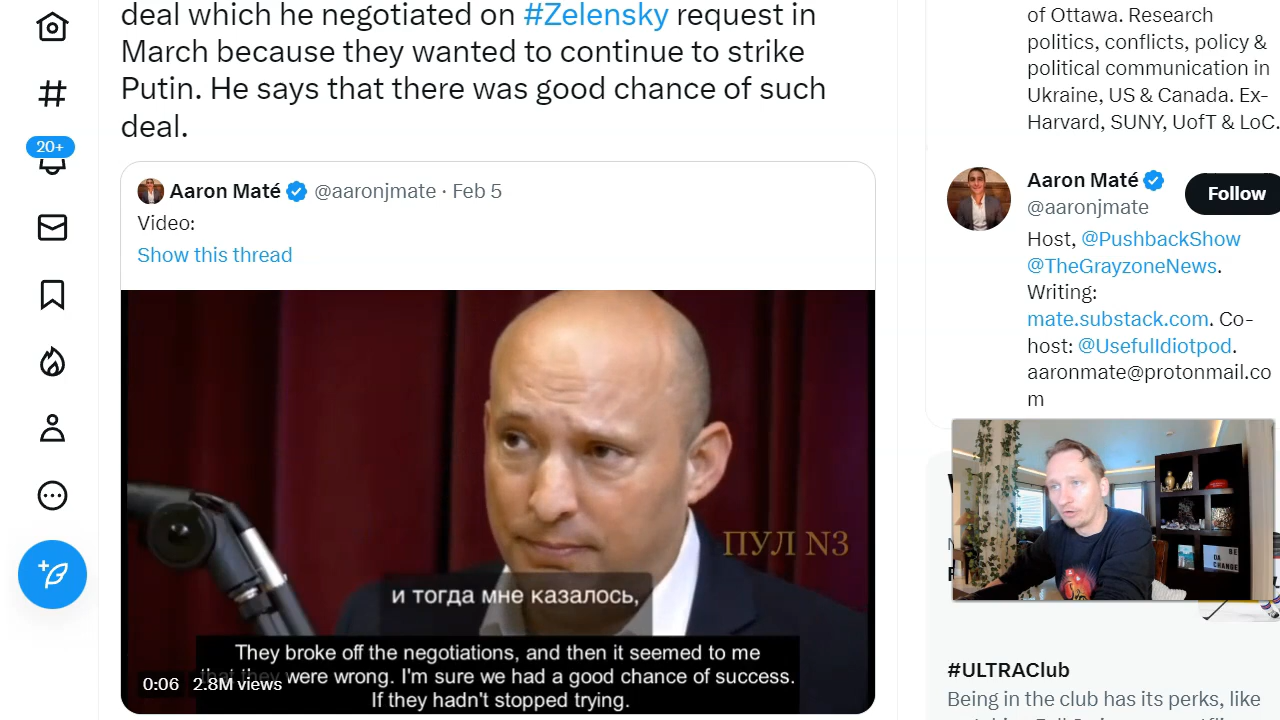 deal which he negotiated on #Zelensky request in
March because they wanted to continue to strike
Putin. He says that there was good chance of such
deal.
20+
Aaron Maté @aaronjmate · Feb 5
Video:
Show this thread
ПУЛ N3
и тогда мне казалось,
They broke off the negotiations, and then it seemed to me
that they were wrong. I'm sure we had a good chance of success.
If they hadn't stopped trying.
0:06 2.8M views
of Ottawa. Research
politics, conflicts, policy &
political communication in
Ukraine, US & Canada. Ex-
Harvard, SUNY, UofT & LoC.
Aaron Maté
Follow
@aaronjmate
Host, @PushbackShow
@TheGrayzoneNews.
Writing:
mate.substack.com. Co-
host: @UsefulIdiotpod.
aaronmate@protonmail.co
m
BE
DA
CHANGE
#ULTRAClub
Being in the club has its perks, like